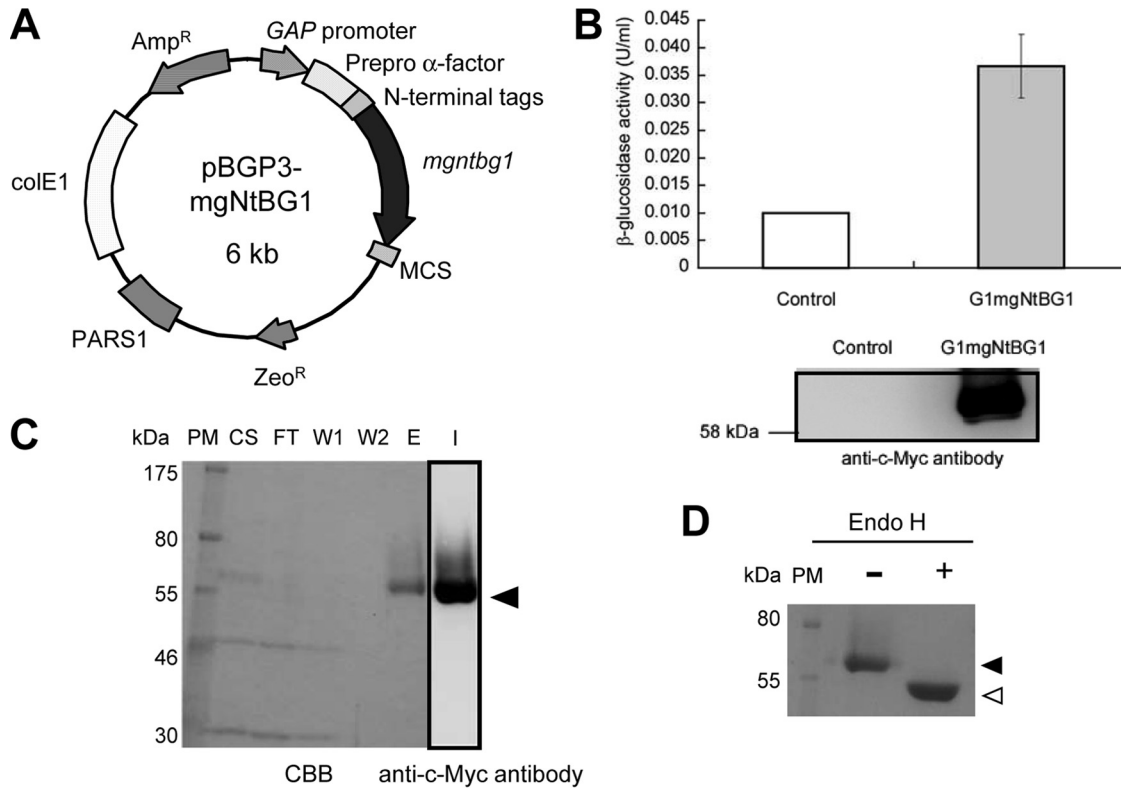 A
Amp^R
GAP promoter
Prepro α-factor
N-terminal tags
mgntbg1
pBGP3-
mgNtBG1
6 kb
colE1
MCS
PARS1
Zeo^R
B
β-glucosidase activity (U/ml)
0.045
0.040
0.035
0.030
0.025
0.020
0.015
0.010
0.005
0
Control
G1mgNtBG1
Control
G1mgNtBG1
58 kDa
anti-c-Myc antibody
C
kDa PM CS FT W1 W2 E I
175
80
55
46
30
CBB
anti-c-Myc antibody
D
Endo H
kDa PM - +
80
55